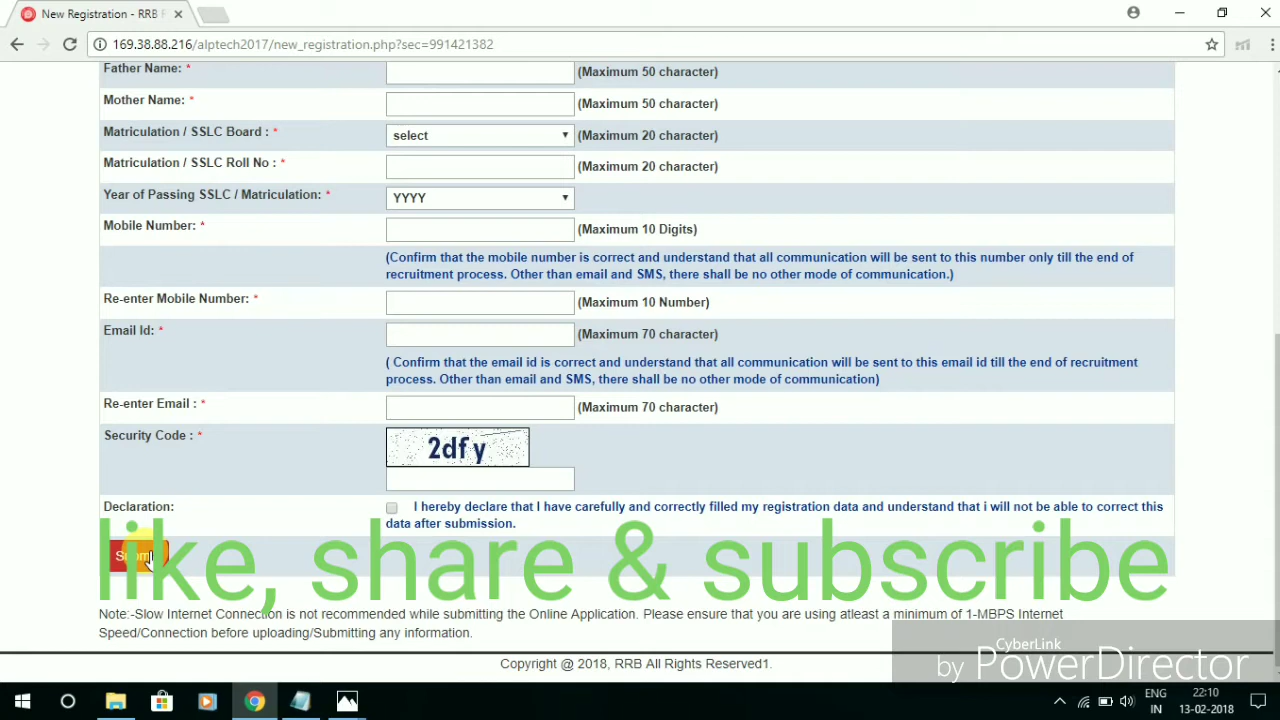 New Registration - RRB
169.38.88.216/alptech2017/new_registration.php?sec=991421382
Father Name: * (Maximum 50 character)
Mother Name: * (Maximum 50 character)
Matriculation / SSLC Board : * select (Maximum 20 character)
Matriculation / SSLC Roll No : * (Maximum 20 character)
Year of Passing SSLC / Matriculation: * YYYY
Mobile Number: * (Maximum 10 Digits)
(Confirm that the mobile number is correct and understand that all communication will be sent to this number only till the end of
recruitment process. Other than email and SMS, there shall be no other mode of communication.)
Re-enter Mobile Number: * (Maximum 10 Number)
Email Id: * (Maximum 70 character)
( Confirm that the email id is correct and understand that all communication will be sent to this email id till the end of recruitment
process. Other than email and SMS, there shall be no other mode of communication)
Re-enter Email : * (Maximum 70 character)
Security Code : * 2dfy
Declaration: I hereby declare that I have carefully and correctly filled my registration data and understand that i will not be able to correct this
data after submission.
like, share & subscribe
Note:-Slow Internet Connection is not recommended while submitting the Online Application. Please ensure that you are using atleast a minimum of 1-MBPS Internet
Speed/Connection before uploading/Submitting any information.
Copyright @ 2018, RRB All Rights Reserved1.
CyberLink
by PowerDirector
ENG 22:10
IN 13-02-2018